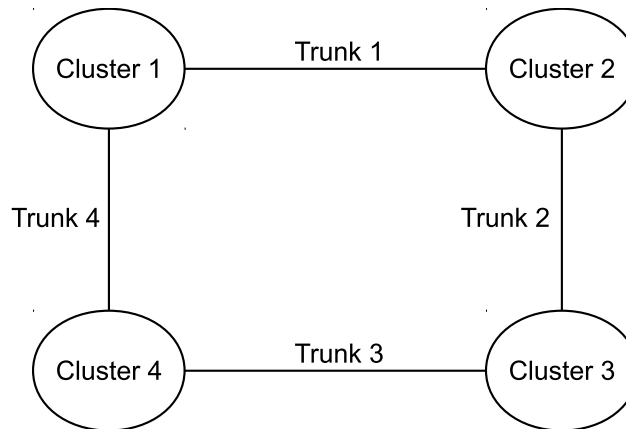 Trunk 1
Cluster 1
Cluster 2
Trunk 4
Trunk 2
Trunk 3
Cluster 4
Cluster 3